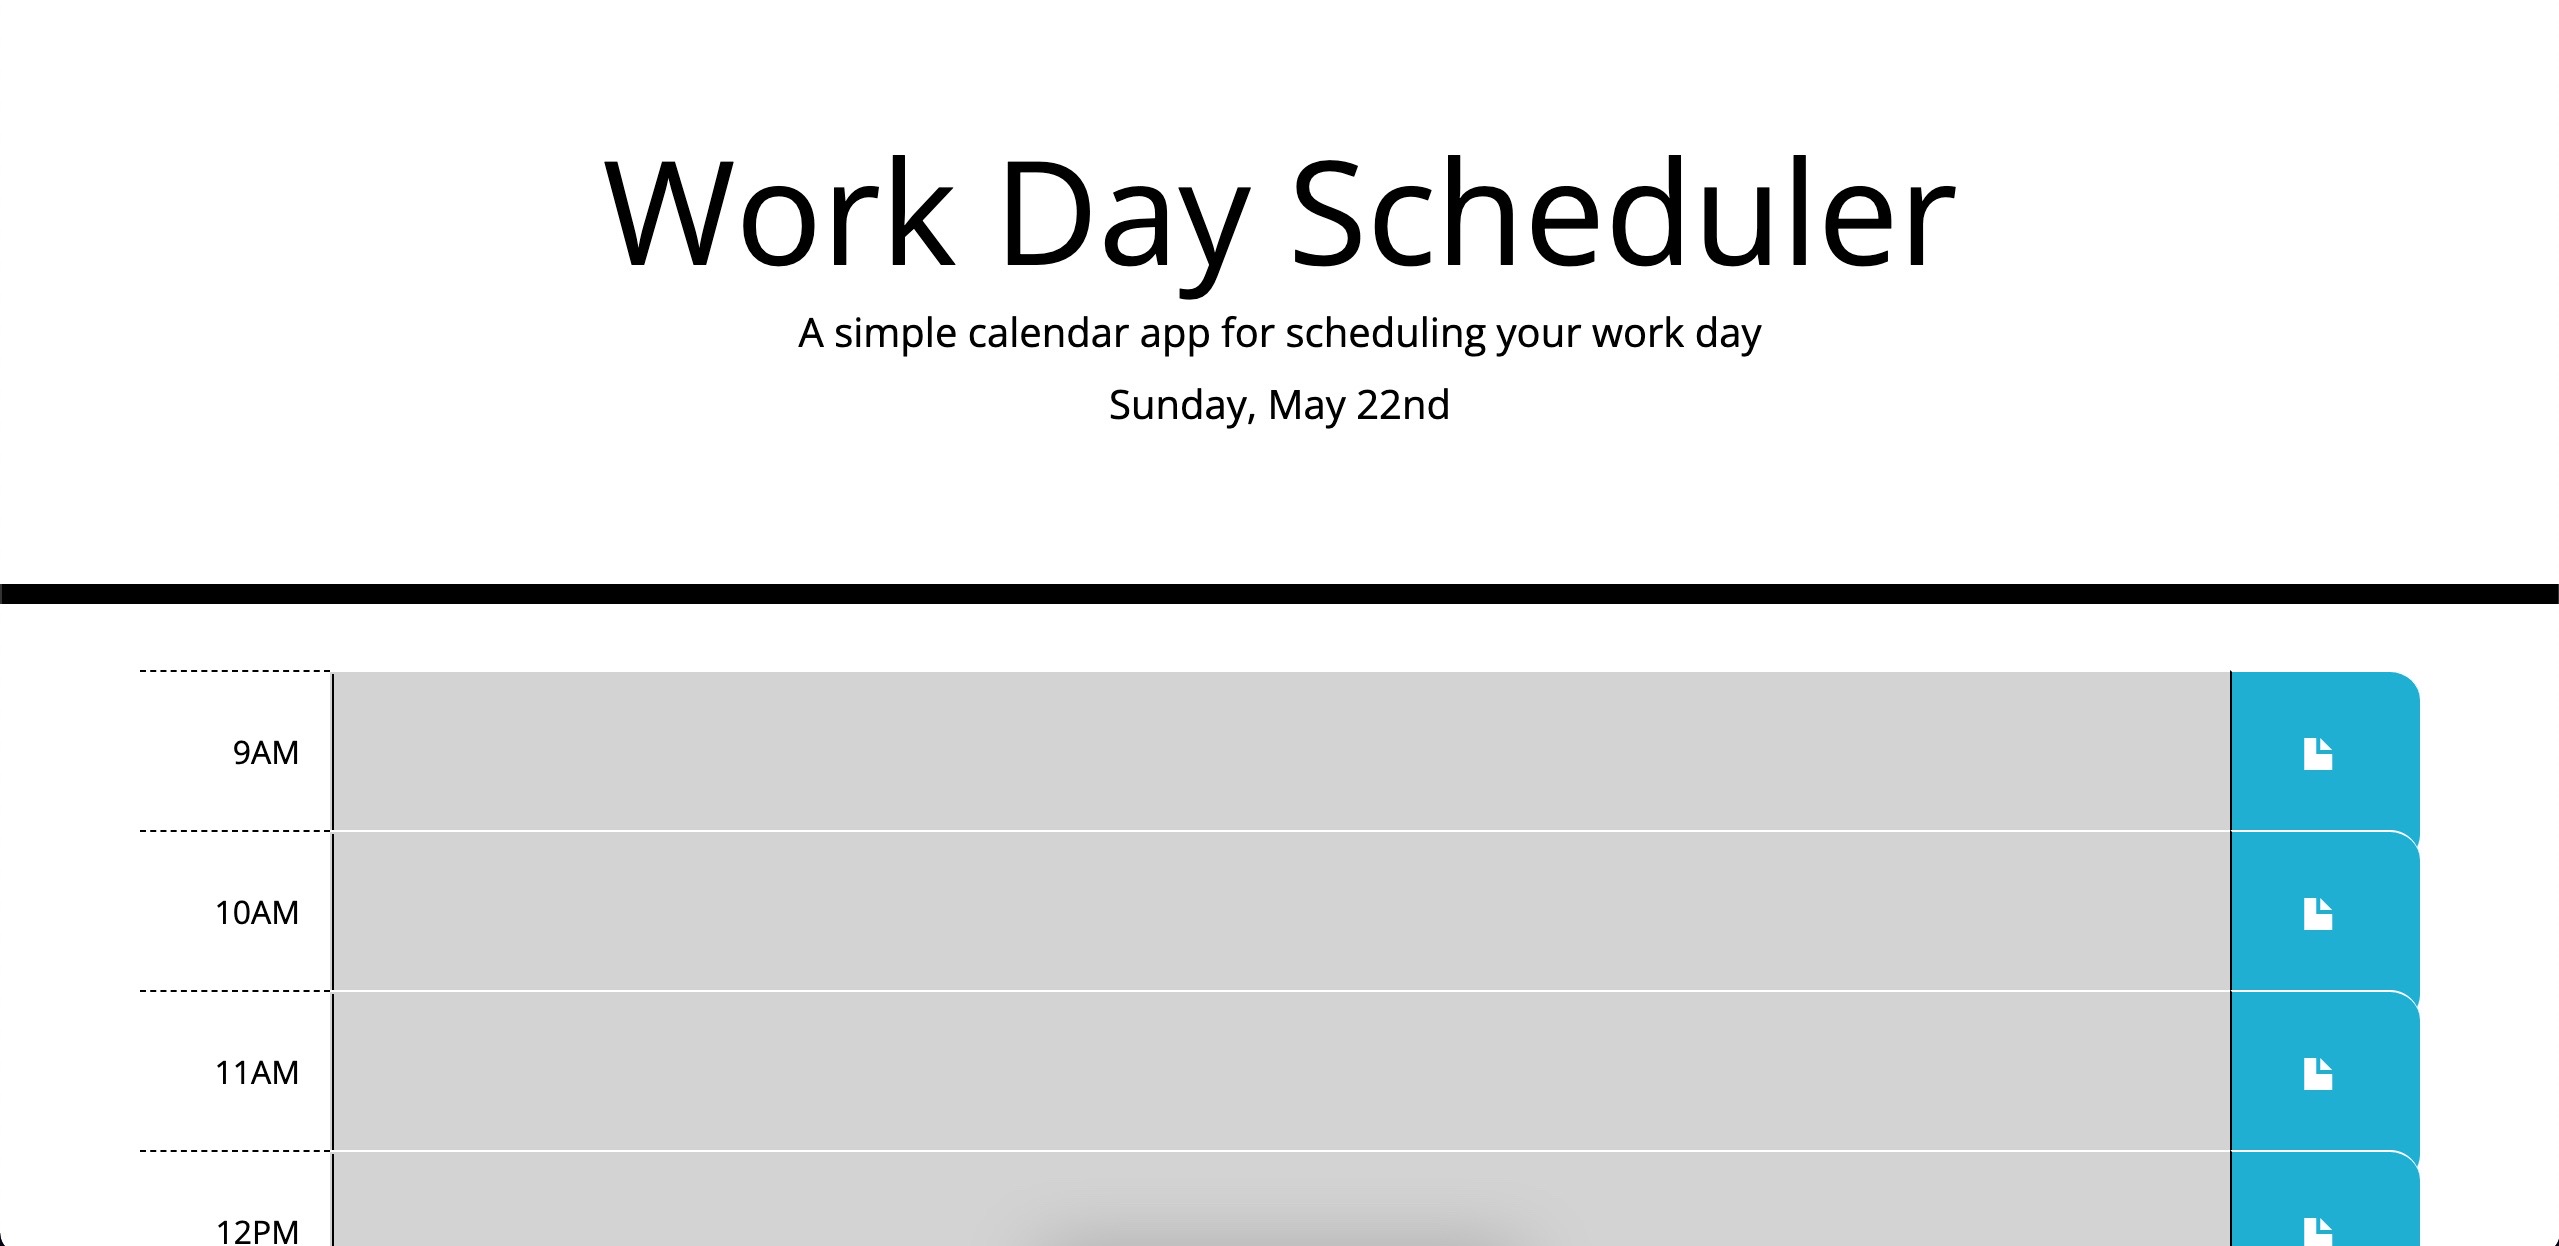 Work Day Scheduler
A simple calendar app for scheduling your work day
Sunday, May 22nd
9AM
10AM
11AM
12PM